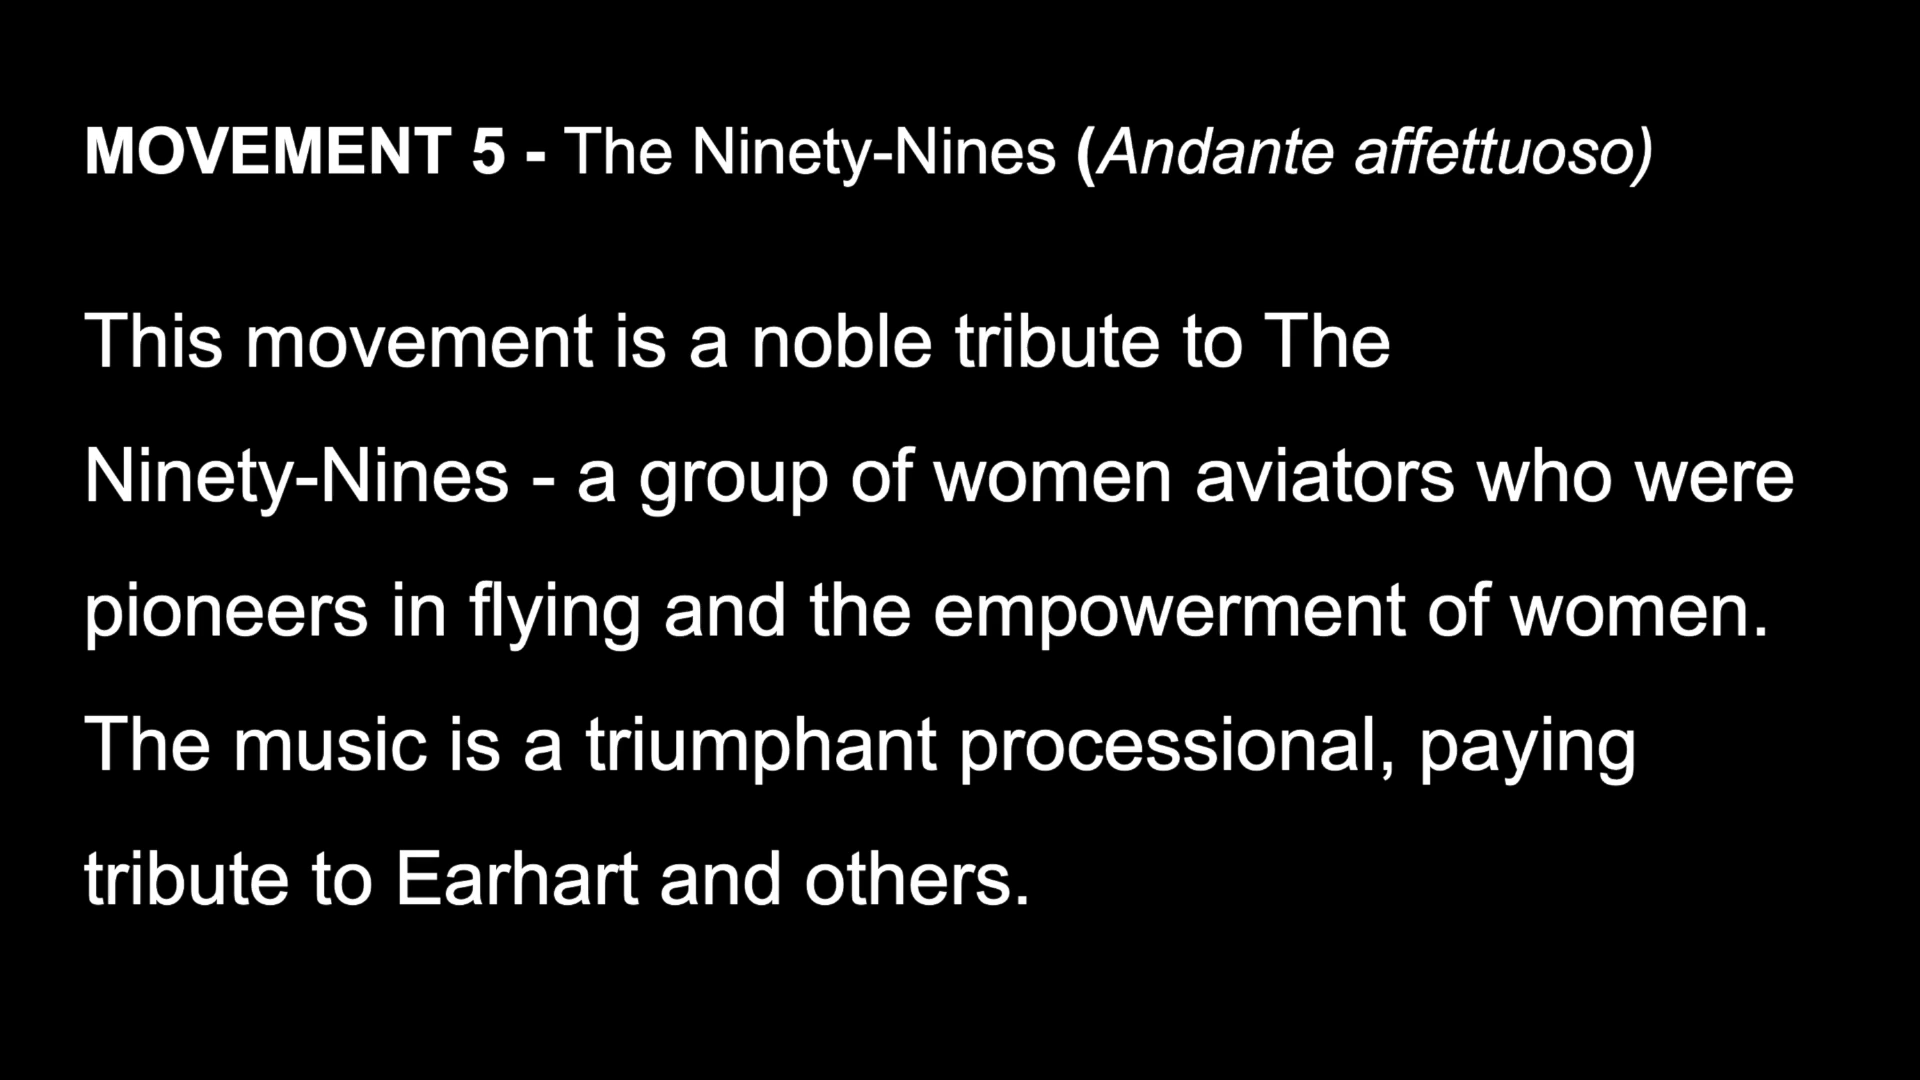 MOVEMENT 5 - The Ninety-Nines (Andante affettuoso)
This movement is a noble tribute to The
Ninety-Nines - a group of women aviators who were
pioneers in flying and the empowerment of women.
The music is a triumphant processional, paying
tribute to Earhart and others.